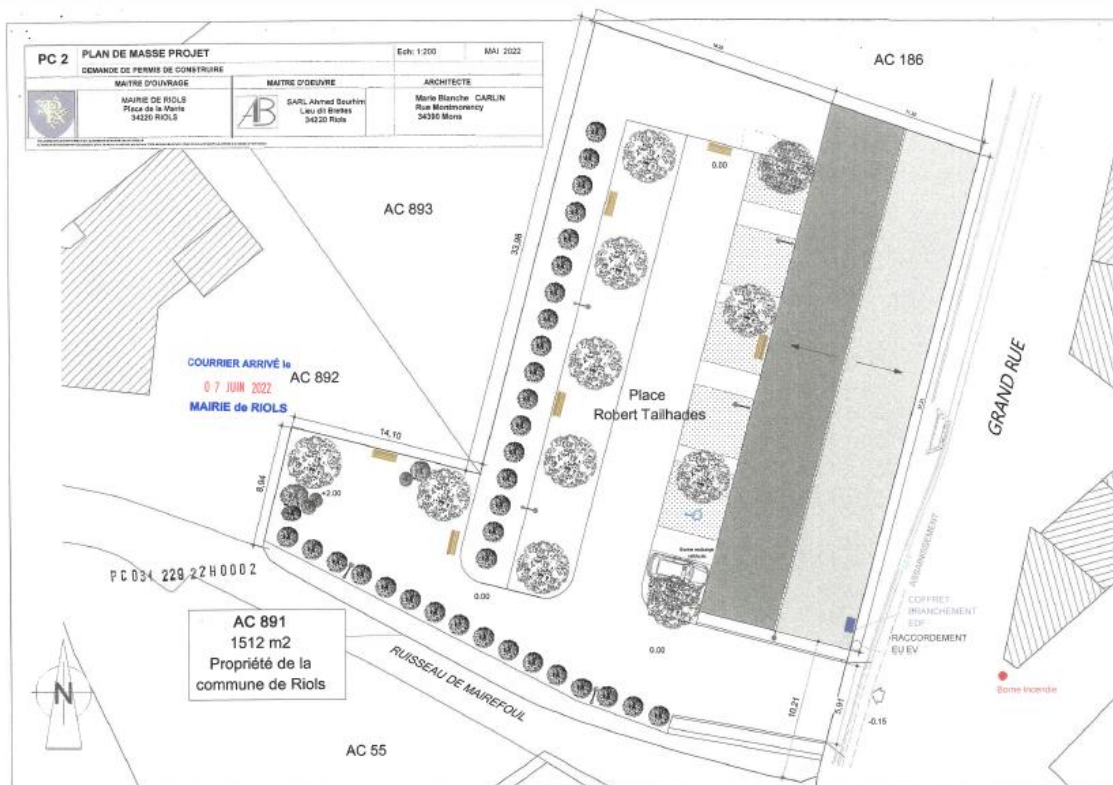 PC 2
PLAN DE MASSE PROJET
Ech: 1:200
MAI 2022
DEMANDE DE PERMIS DE CONSTRUIRE
MAITRE D'OUVRAGE
MAITRE D'OEUVRE
ARCHITECTE
MAIRIE DE RIOLS
Place de la Mairie
34220 RIOLS
AB
SARL Ahmed Bourhim
Lieu dit Blettes
34220 Riols
Marie Blanche CARLIN
Rue Montmorency
34390 Mons
AC 186
AC 893
33,98
0.00
COURRIER ARRIVÉ le
07 JUIN 2022
MAIRIE de RIOLS
AC 892
Place
Robert Tailhades
GRAND RUE
14,10
8,94
+2.00
PC 034 229 22H0002
0.00
AC 891
1512 m2
Propriété de la
commune de Riols
RUISSEAU DE MAIREFOUL
N
AC 55
0.00
ASSAINISSEMENT
COFFRET
BRANCHEMENT
EDF
RACCORDEMENT
EU EV
Borne Incendie
10,21
5,91
-0.15